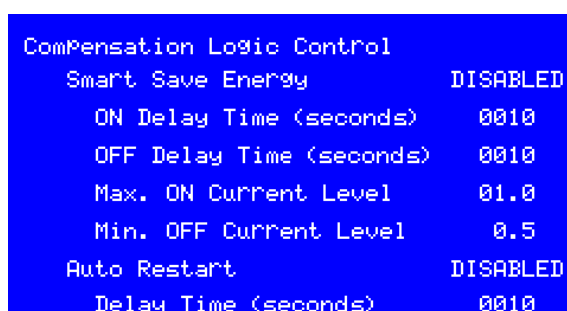 Compensation Logic Control
Smart Save Energy DISABLED
ON Delay Time (seconds) 0010
OFF Delay Time (seconds) 0010
Max. ON Current Level 01.0
Min. OFF Current Level 0.5
Auto Restart DISABLED
Delay Time (seconds) 0010